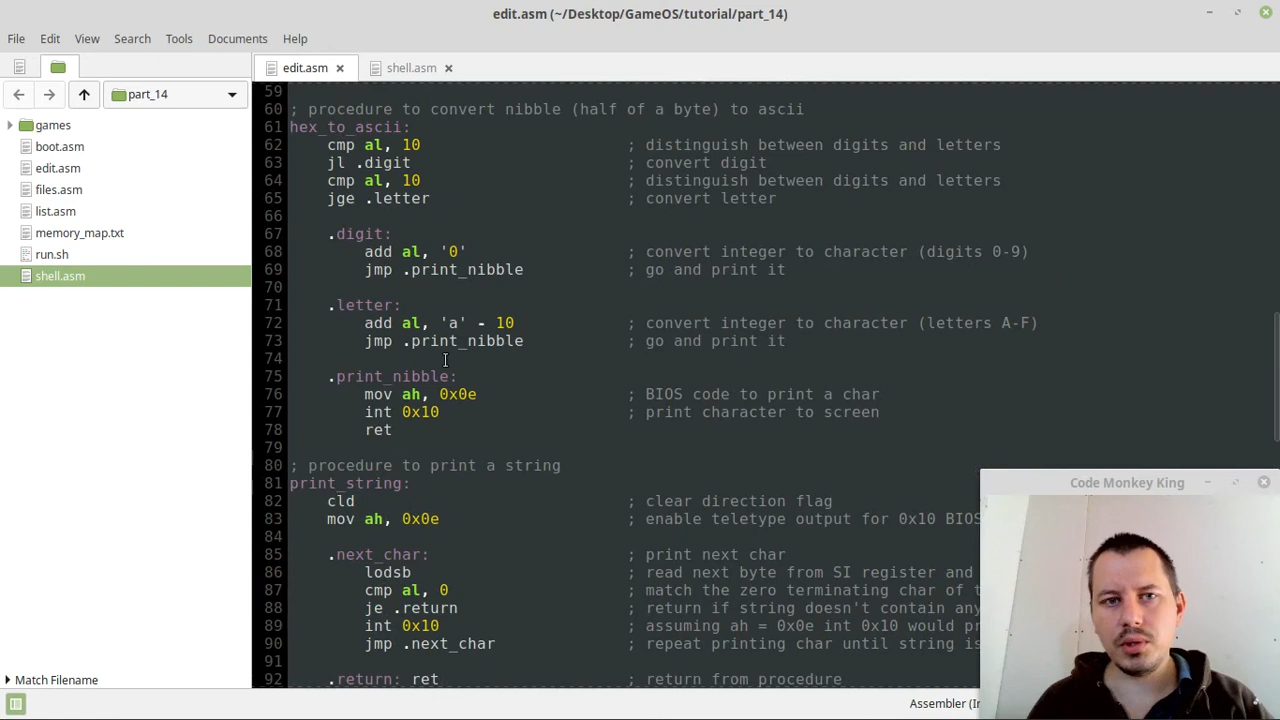 edit.asm (~/Desktop/GameOS/tutorial/part_14)
File Edit View Search Tools Documents Help
edit.asm shell.asm
part_14
games
boot.asm
edit.asm
files.asm
list.asm
memory_map.txt
run.sh
shell.asm
Match Filename
59
60 ; procedure to convert nibble (half of a byte) to ascii
61 hex_to_ascii:
62 cmp al, 10 ; distinguish between digits and letters
63 jl .digit ; convert digit
64 cmp al, 10 ; distinguish between digits and letters
65 jge .letter ; convert letter
66
67 .digit:
68 add al, '0' ; convert integer to character (digits 0-9)
69 jmp .print_nibble ; go and print it
70
71 .letter:
72 add al, 'a' - 10 ; convert integer to character (letters A-F)
73 jmp .print_nibble ; go and print it
74
75 .print_nibble:
76 mov ah, 0x0e ; BIOS code to print a char
77 int 0x10 ; print character to screen
78 ret
79
80 ; procedure to print a string
81 print_string:
82 cld ; clear direction flag
83 mov ah, 0x0e ; enable teletype output for 0x10 BIOS
84
85 .next_char: ; print next char
86 lodsb ; read next byte from SI register and
87 cmp al, 0 ; match the zero terminating char of t
88 je .return ; return if string doesn't contain any
89 int 0x10 ; assuming ah = 0x0e int 0x10 would pr
90 jmp .next_char ; repeat printing char until string is
91
92 .return: ret ; return from procedure
Code Monkey King
Assembler (In